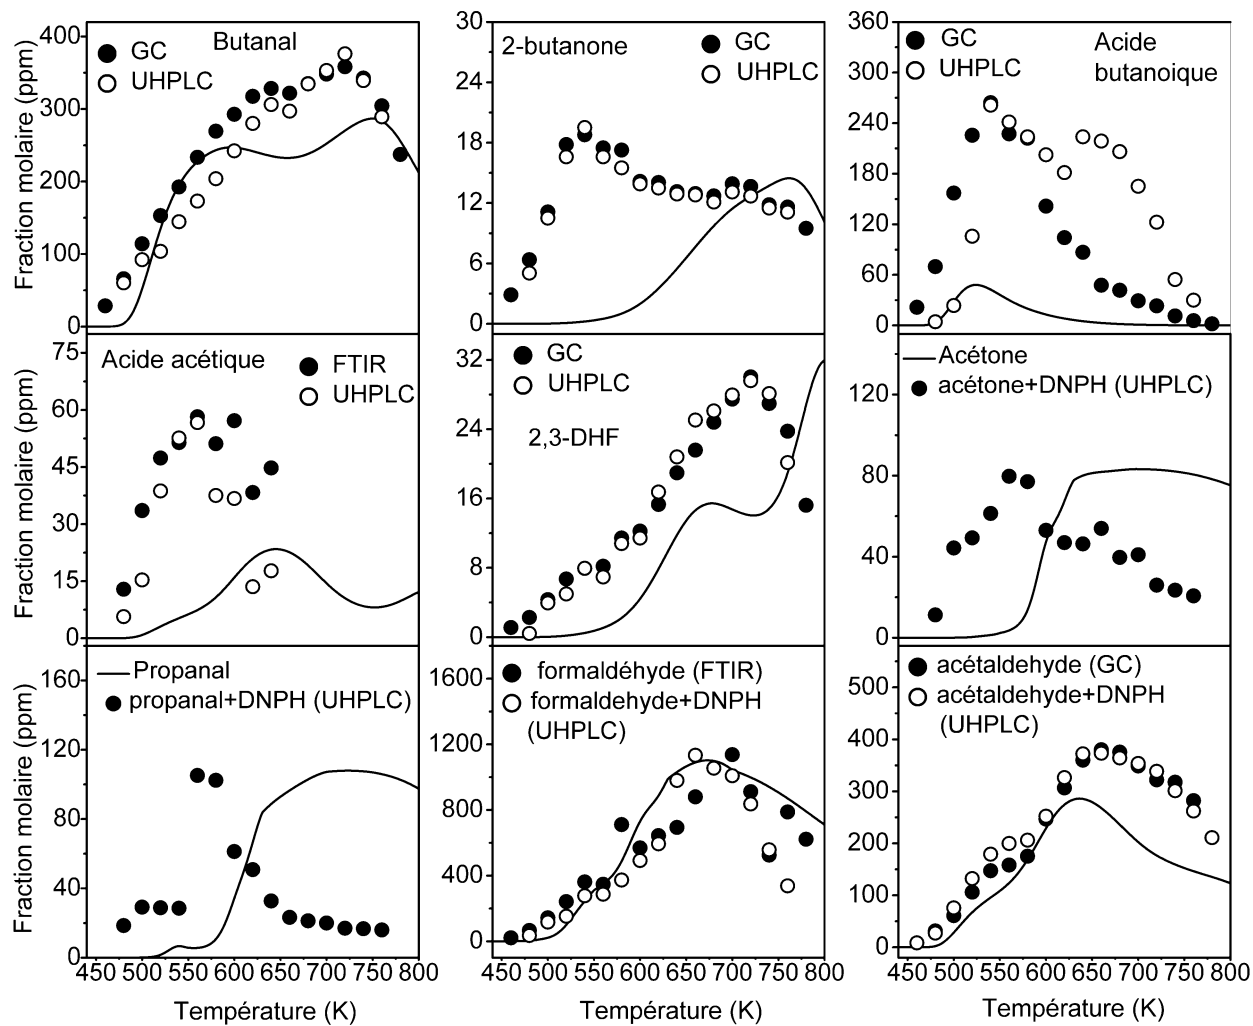 Fraction molaire (ppm)
400
300
200
100
0
GC
UHPLC
Butanal
30
24
18
12
6
0
2-butanone
GC
UHPLC
360
300
240
180
120
60
0
GC
UHPLC
Acide
butanoique
Fraction molaire (ppm)
75
60
45
30
15
0
Acide acétique
FTIR
UHPLC
32
24
16
8
0
GC
UHPLC
2,3-DHF
120
80
40
0
Acétone
acétone+DNPH (UHPLC)
Fraction molaire (ppm)
160
120
80
40
0
Propanal
propanal+DNPH (UHPLC)
450 500 550 600 650 700 750 800
Température (K)
1600
1200
800
400
0
formaldéhyde (FTIR)
formaldehyde+DNPH
(UHPLC)
450 500 550 600 650 700 750 800
Température (K)
500
400
300
200
100
0
acétaldehyde (GC)
acétaldehyde+DNPH
(UHPLC)
450 500 550 600 650 700 750 800
Température (K)